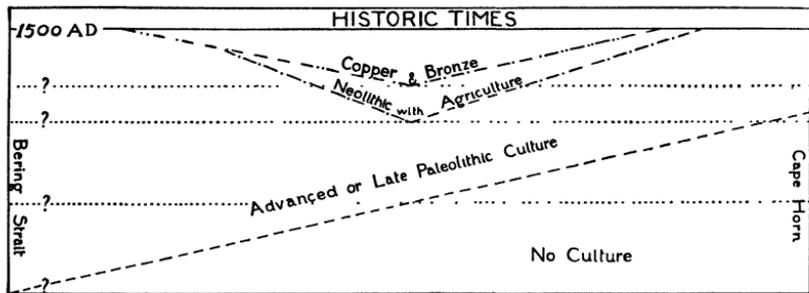 HISTORIC TIMES
1500 AD
Copper & Bronze
?
Neolithic with Agriculture
?
Advanced or Late Paleolithic Culture
?
No Culture
?
Bering Strait
Cape Horn